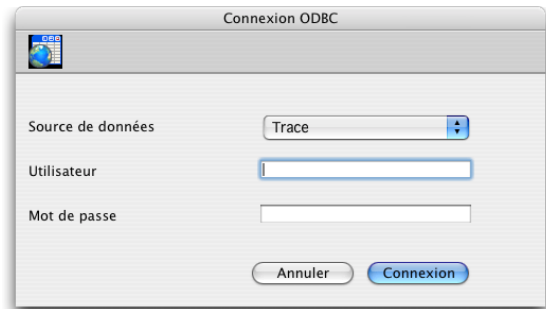 Connexion ODBC
Source de données
Trace
Utilisateur
Mot de passe
Annuler
Connexion